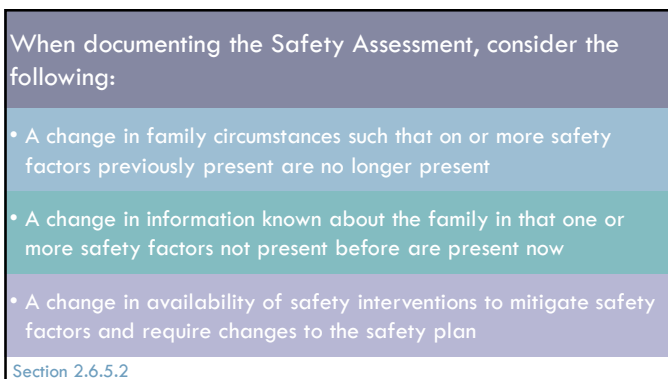 When documenting the Safety Assessment, consider the
following:
• A change in family circumstances such that on or more safety
factors previously present are no longer present
• A change in information known about the family in that one or
more safety factors not present before are present now
• A change in availability of safety interventions to mitigate safety
factors and require changes to the safety plan
Section 2.6.5.2